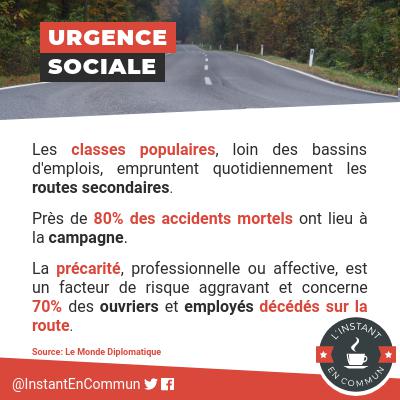 URGENCE
SOCIALE
Les classes populaires, loin des bassins
d'emplois, empruntent quotidiennement les
routes secondaires.
Près de 80% des accidents mortels ont lieu à
la campagne.
La précarité, professionnelle ou affective, est
un facteur de risque aggravant et concerne
70% des ouvriers et employés décédés sur la
route.
Source: Le Monde Diplomatique
L'INSTANT
EN COMMUN
@InstantEnCommun